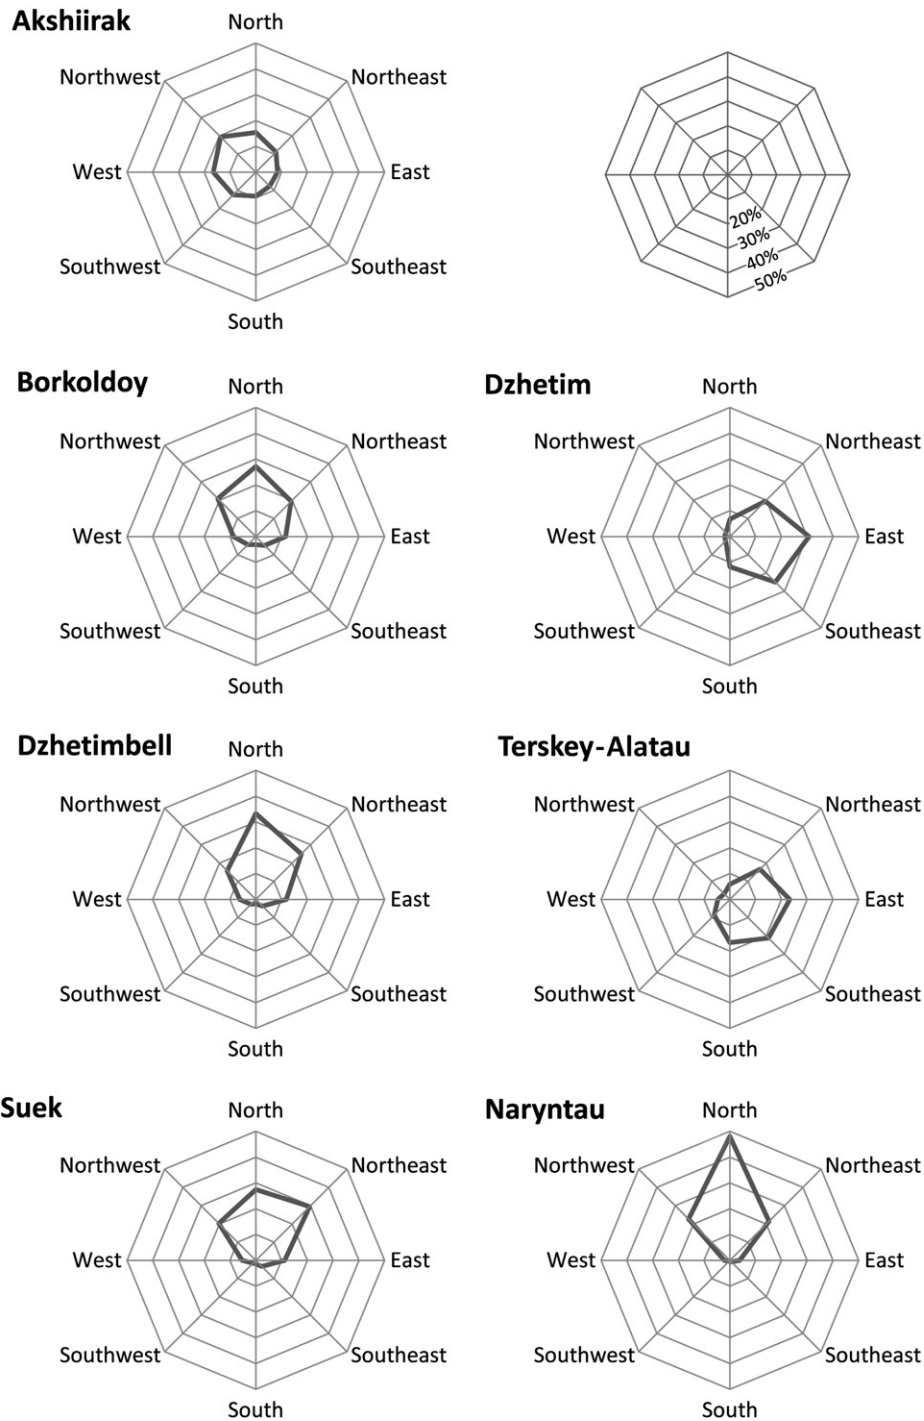 Akshiirak
North
Northwest
Northeast
West
East
Southwest
Southeast
South
20%
30%
40%
50%
Borkoldoy
North
Northwest
Northeast
West
East
Southwest
Southeast
South
Dzhetim
North
Northwest
Northeast
West
East
Southwest
Southeast
South
Dzhetimbell
North
Northwest
Northeast
West
East
Southwest
Southeast
South
Terskey-Alatau
North
Northwest
Northeast
West
East
Southwest
Southeast
South
Suek
North
Northwest
Northeast
West
East
Southwest
Southeast
South
Naryntau
North
Northwest
Northeast
West
East
Southwest
Southeast
South